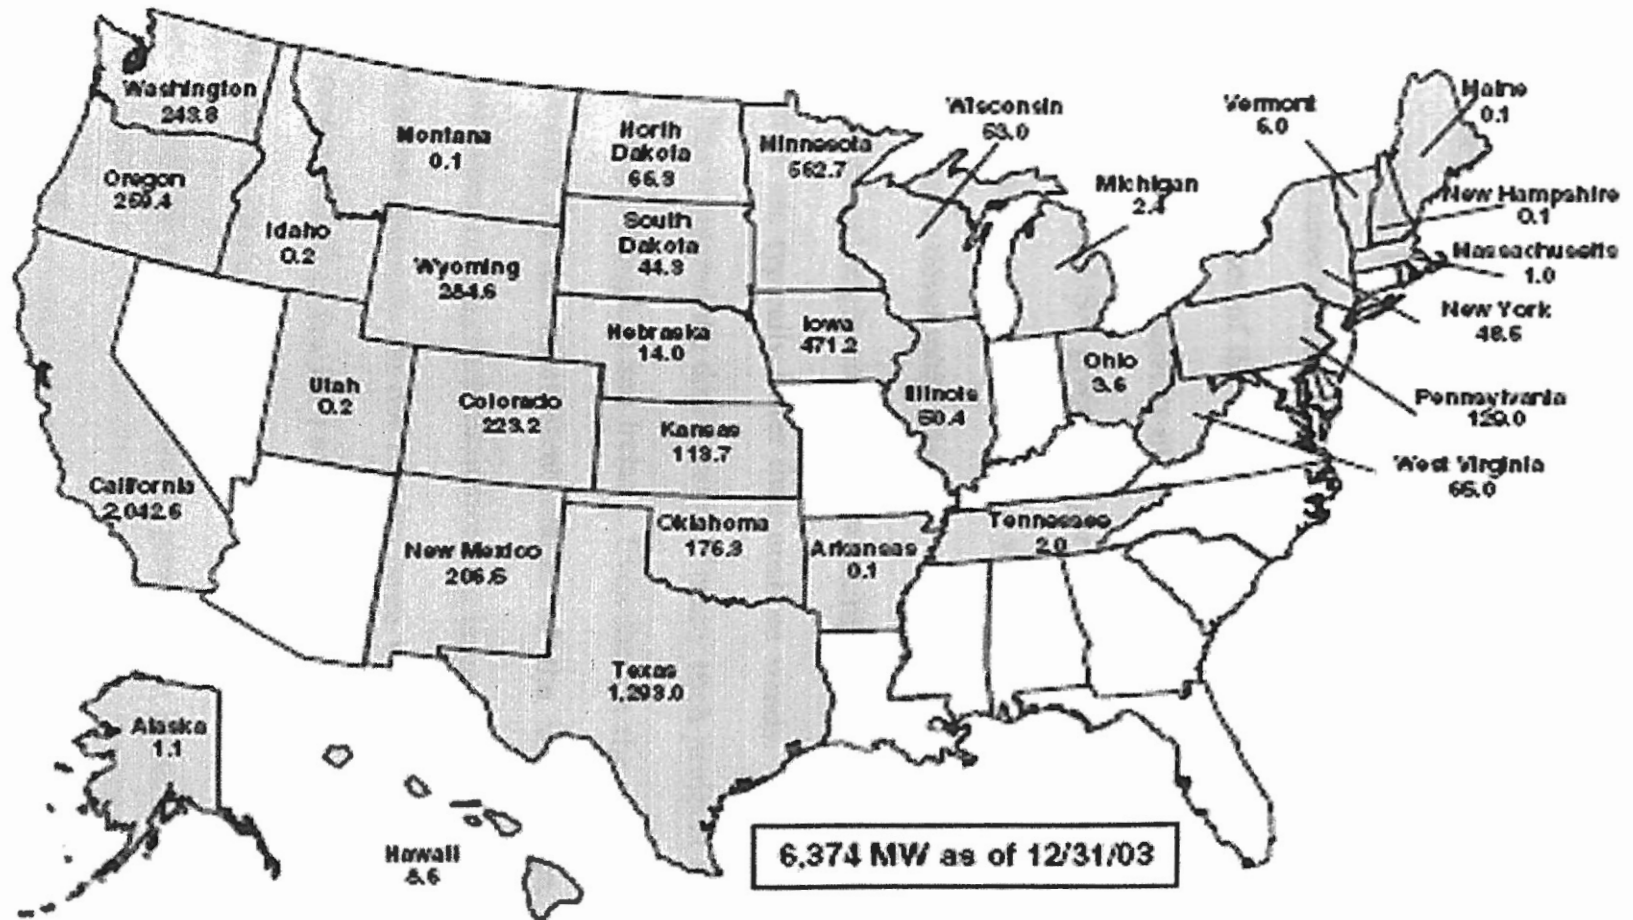 Washington
243.8
Oregon
259.4
California
2,042.6
Idaho
0.2
Montana
0.1
Wyoming
284.6
Utah
0.2
Colorado
223.2
New Mexico
206.6
North
Dakota
66.3
South
Dakota
44.3
Nebraska
14.0
Kansas
113.7
Oklahoma
176.3
Texas
1,293.0
Minnesota
562.7
Iowa
471.2
Wisconsin
53.0
Illinois
50.4
Arkansas
0.1
Michigan
2.4
Ohio
3.6
Tennessee
2.0
Vermont
6.0
Maine
0.1
New Hampshire
0.1
Massachusetts
1.0
New York
48.5
Pennsylvania
129.0
West Virginia
66.0
Alaska
1.1
Hawaii
8.6
6,374 MW as of 12/31/03